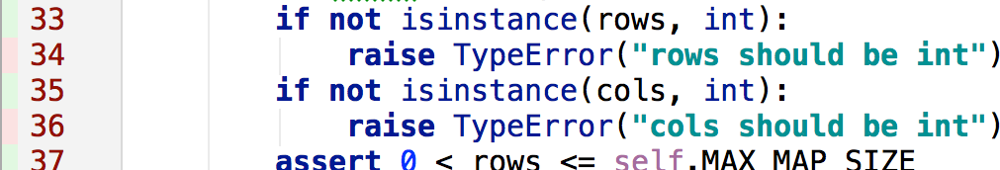 33 if not isinstance(rows, int):
34 raise TypeError("rows should be int")
35 if not isinstance(cols, int):
36 raise TypeError("cols should be int")
37 assert 0 < rows <= self.MAX_MAP_SIZE